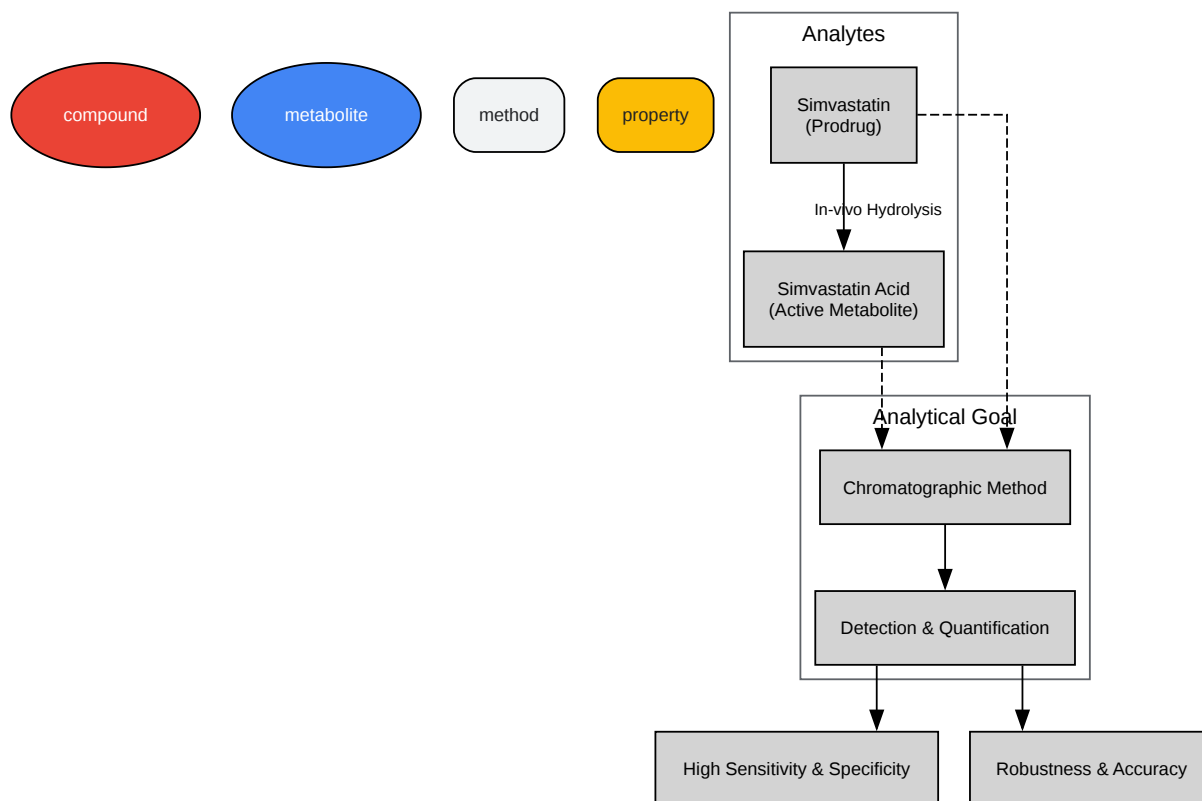 compound
metabolite
method
property
Analytes
Simvastatin
(Prodrug)
In-vivo Hydrolysis
Simvastatin Acid
(Active Metabolite)
Analytical Goal
Chromatographic Method
Detection & Quantification
High Sensitivity & Specificity
Robustness & Accuracy